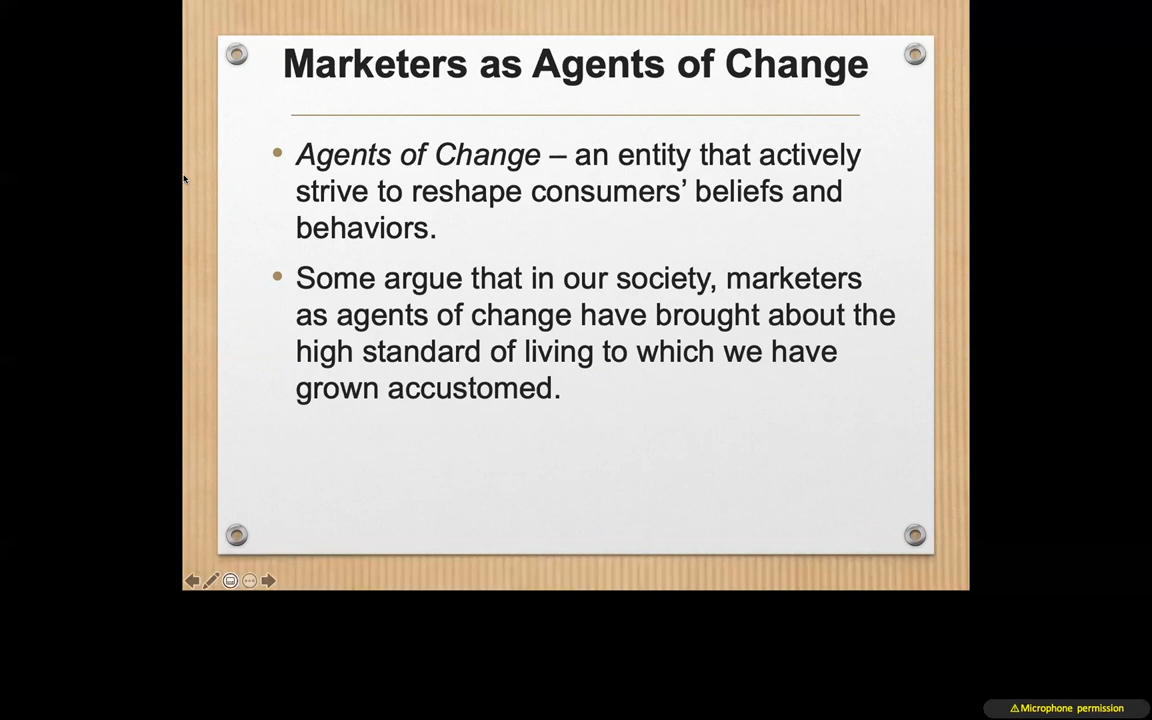 Marketers as Agents of Change
• Agents of Change – an entity that actively
strive to reshape consumers’ beliefs and
behaviors.
• Some argue that in our society, marketers
as agents of change have brought about the
high standard of living to which we have
grown accustomed.
⚠Microphone permission